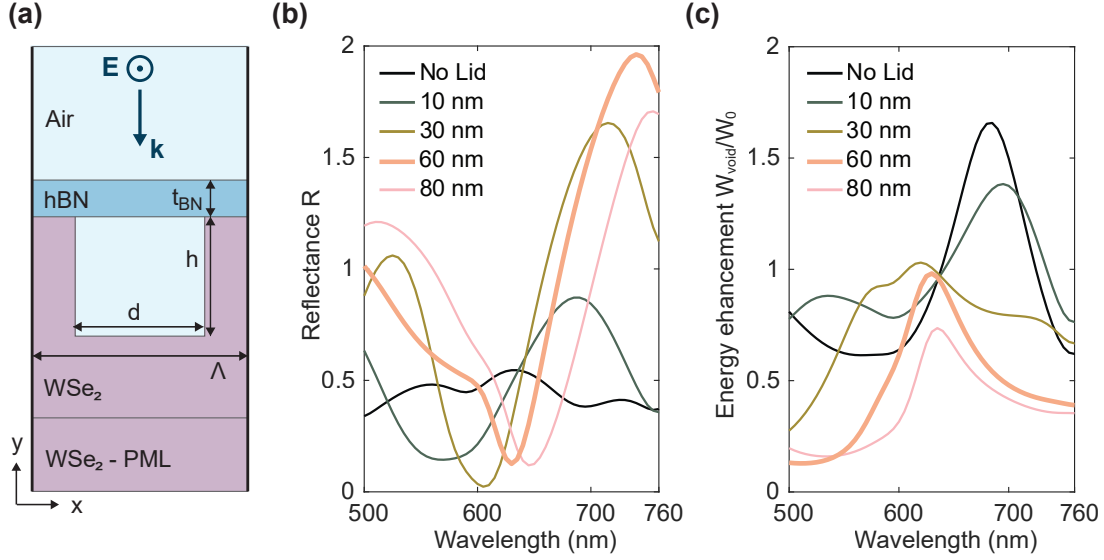 (a)
E
Air
k
hBN
t_BN
h
d
Λ
WSe₂
WSe₂ - PML
y
x
(b)
2
1.5
1
0.5
0
Reflectance R
No Lid
10 nm
30 nm
60 nm
80 nm
500
600
700
760
Wavelength (nm)
(c)
2
1.5
1
0.5
0
Energy ehancement W_void/W_0
No Lid
10 nm
30 nm
60 nm
80 nm
500
600
700
760
Wavelength (nm)